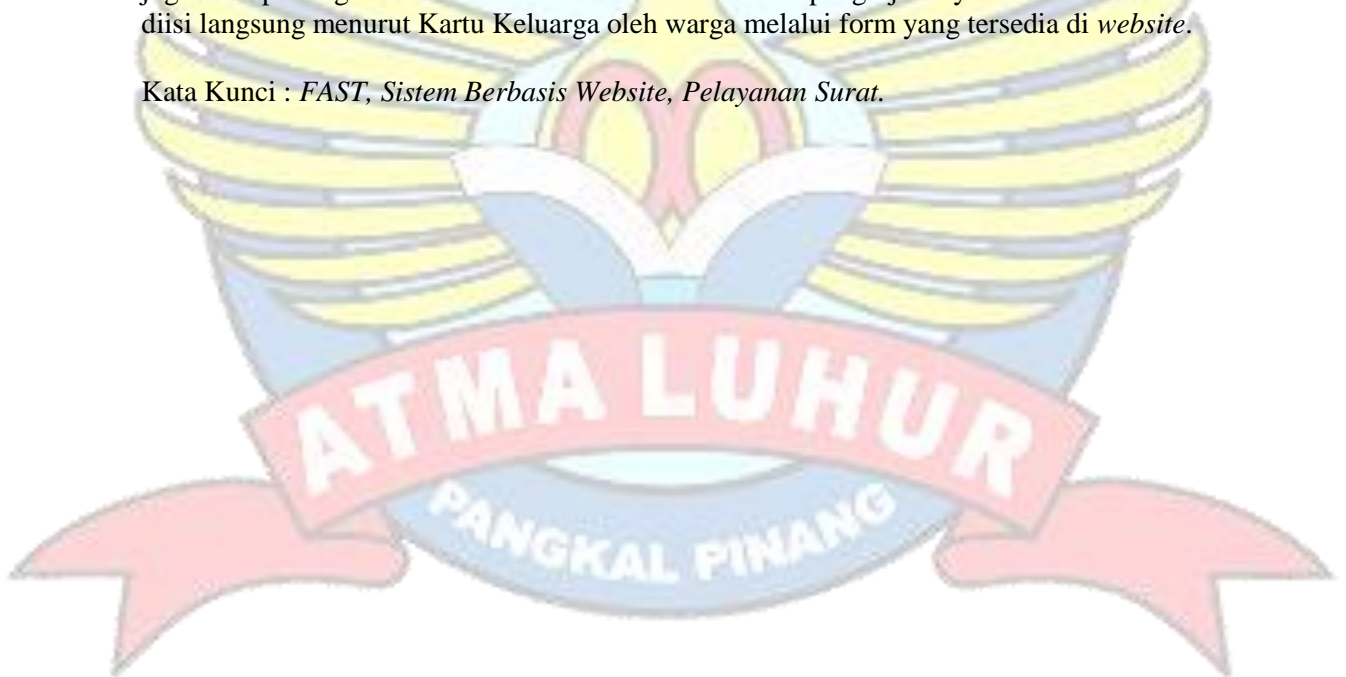 diisi langsung menurut Kartu Keluarga oleh warga melalui form yang tersedia di website.
Kata Kunci : FAST, Sistem Berbasis Website, Pelayanan Surat.
ATMA LUHUR
PANGKAL PINANG